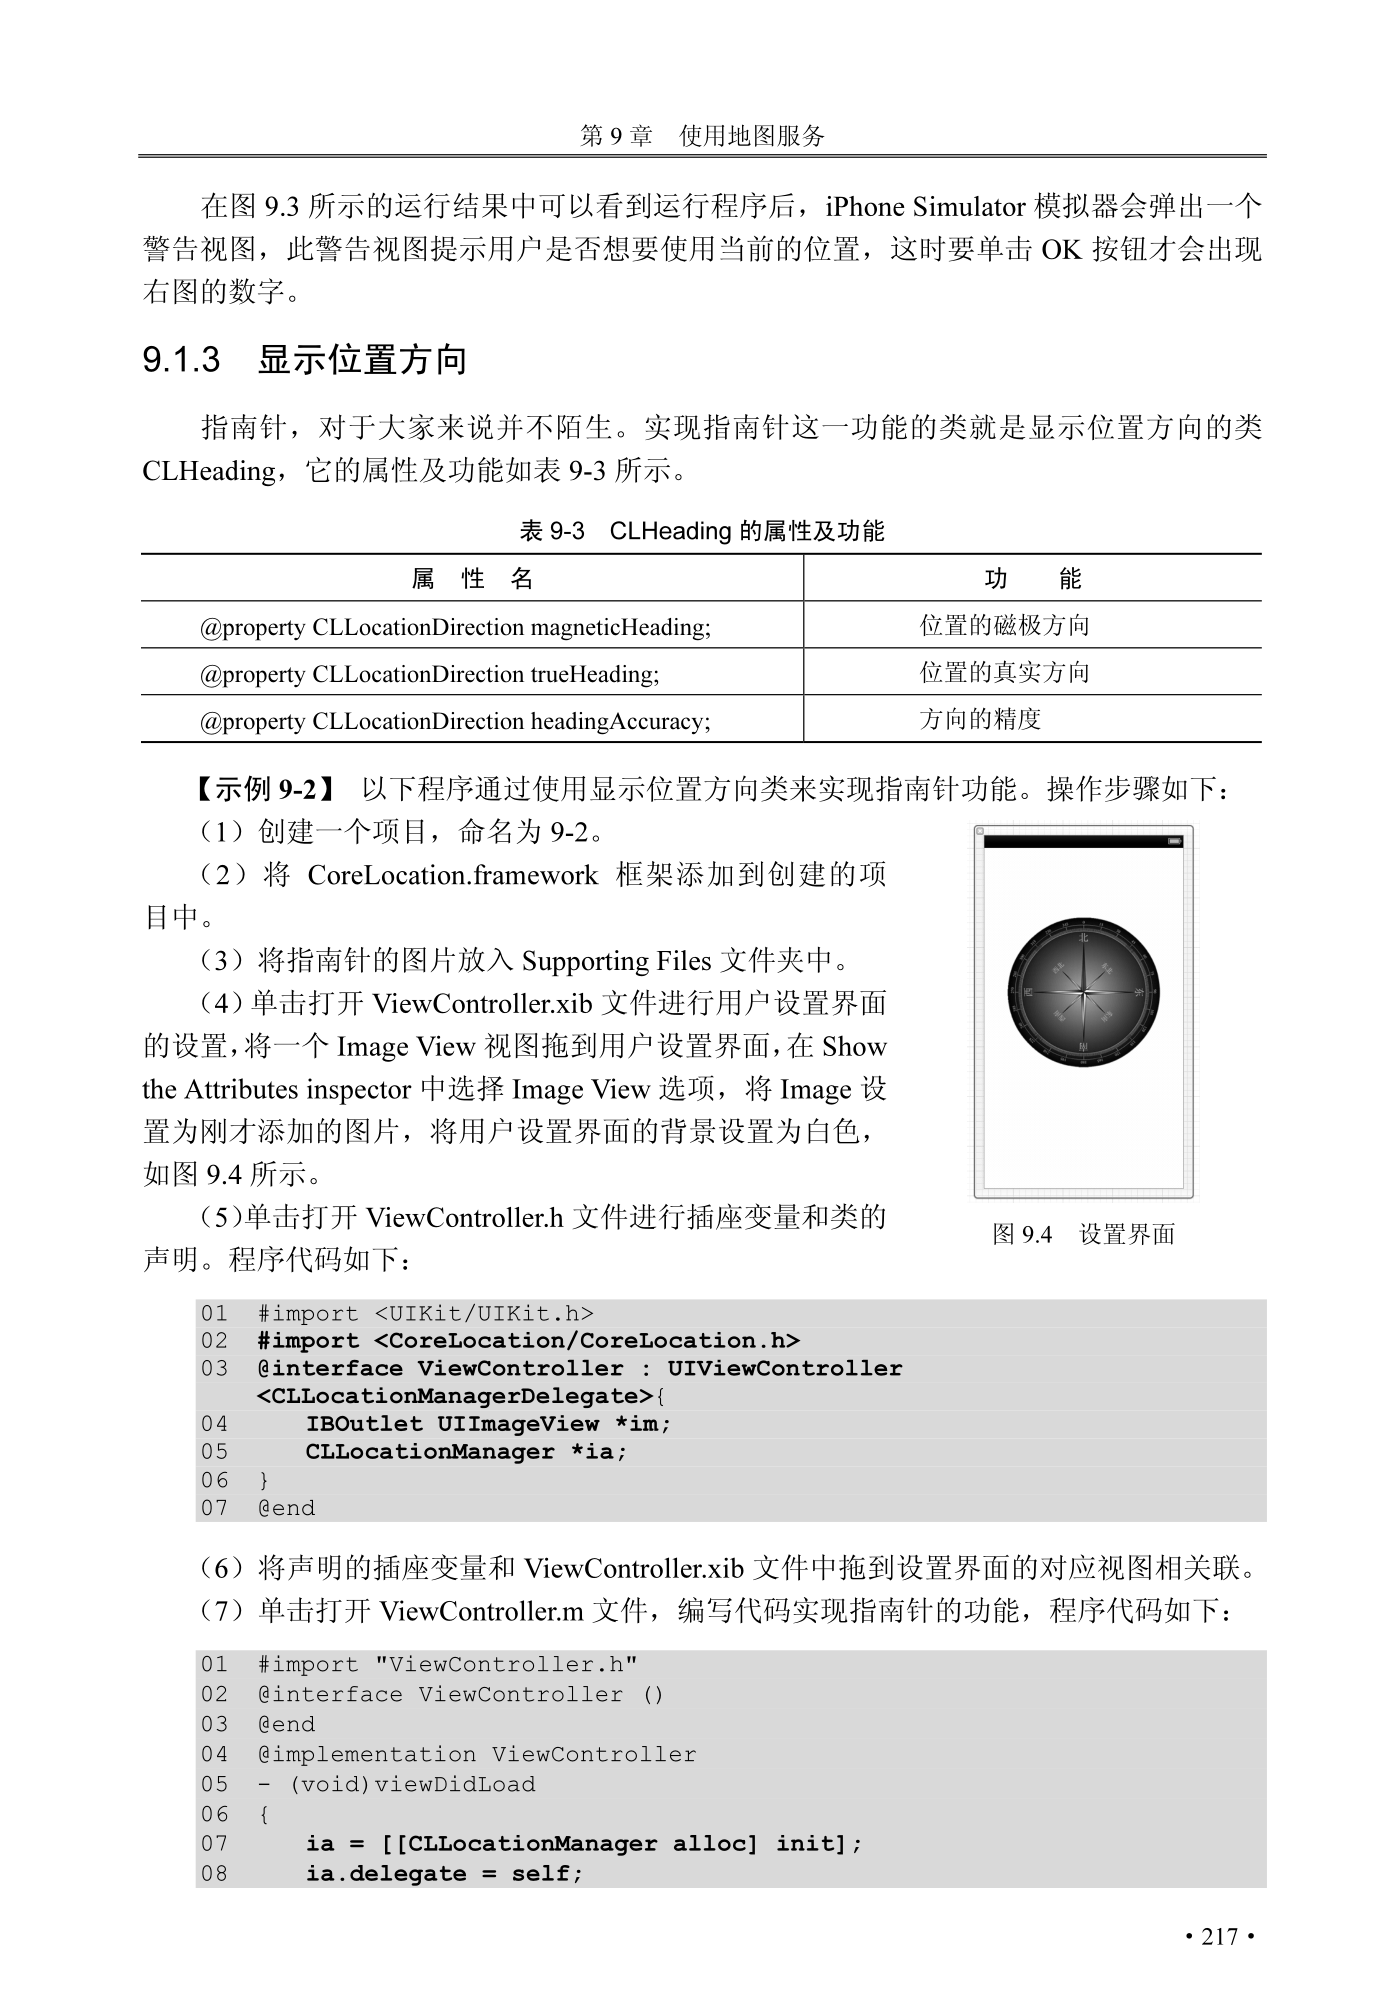 第 9 章　使用地图服务
在图 9.3 所示的运行结果中可以看到运行程序后，iPhone Simulator 模拟器会弹出一个
警告视图，此警告视图提示用户是否想要使用当前的位置，这时要单击 OK 按钮才会出现
右图的数字。
9.1.3　显示位置方向
指南针，对于大家来说并不陌生。实现指南针这一功能的类就是显示位置方向的类
CLHeading，它的属性及功能如表 9-3 所示。
表 9-3　CLHeading 的属性及功能
属　性　名　功　　能
@property CLLocationDirection magneticHeading;　位置的磁极方向
@property CLLocationDirection trueHeading;　位置的真实方向
@property CLLocationDirection headingAccuracy;　方向的精度
【示例 9-2】 以下程序通过使用显示位置方向类来实现指南针功能。操作步骤如下：
（1）创建一个项目，命名为 9-2。
（2）将 CoreLocation.framework 框架添加到创建的项
目中。
（3）将指南针的图片放入 Supporting Files 文件夹中。
（4）单击打开 ViewController.xib 文件进行用户设置界面
的设置，将一个 Image View 视图拖到用户设置界面，在 Show
the Attributes inspector 中选择 Image View 选项，将 Image 设
置为刚才添加的图片，将用户设置界面的背景设置为白色，
如图 9.4 所示。
（5）单击打开 ViewController.h 文件进行插座变量和类的
声明。程序代码如下：
北
西
东
南
图 9.4　设置界面
01 #import <UIKit/UIKit.h>
02 #import <CoreLocation/CoreLocation.h>
03 @interface ViewController : UIViewController
<CLLocationManagerDelegate>{
04 IBOutlet UIImageView *im;
05 CLLocationManager *ia;
06 }
07 @end
（6）将声明的插座变量和 ViewController.xib 文件中拖到设置界面的对应视图相关联。
（7）单击打开 ViewController.m 文件，编写代码实现指南针的功能，程序代码如下：
01 #import "ViewController.h"
02 @interface ViewController ()
03 @end
04 @implementation ViewController
05 - (void)viewDidLoad
06 {
07 ia = [[CLLocationManager alloc] init];
08 ia.delegate = self;
• 217 •